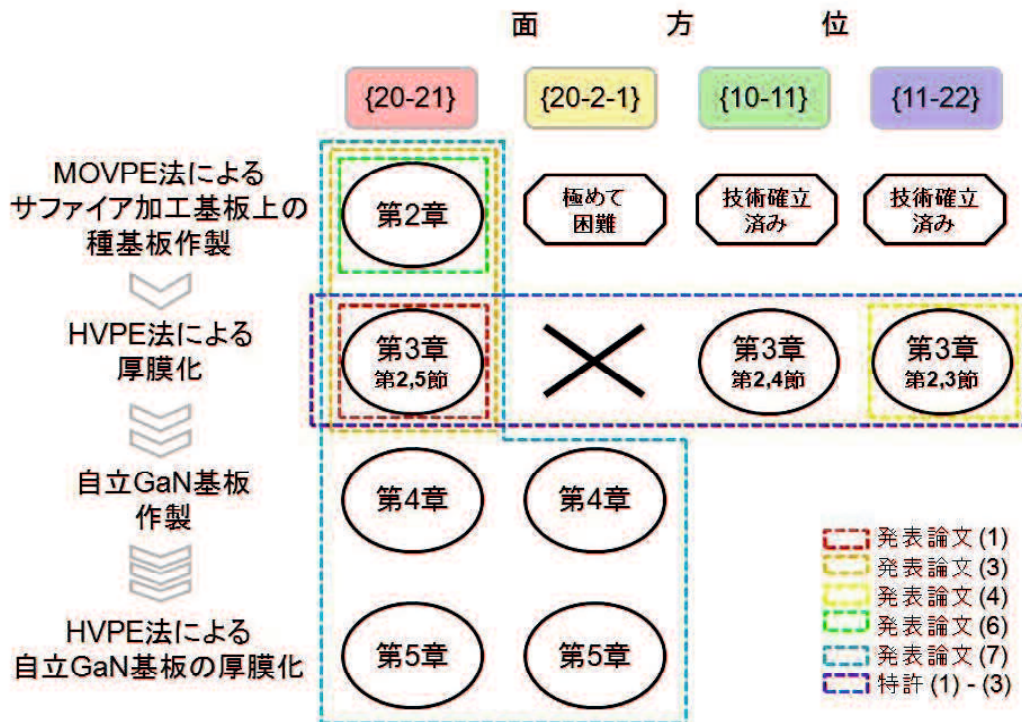 面方位
{20-21} {20-2-1} {10-11} {11-22}
MOVPE法による
サファイア加工基板上の
種基板作製
第2章
極めて
困難
技術確立
済み
技術確立
済み
HVPE法による
厚膜化
第3章
第2,5節
第3章
第2,4節
第3章
第2,3節
自立GaN基板
作製
第4章
第4章
HVPE法による
自立GaN基板の厚膜化
第5章
第5章
発表論文(1)
発表論文(3)
発表論文(4)
発表論文(6)
発表論文(7)
特許(1) - (3)